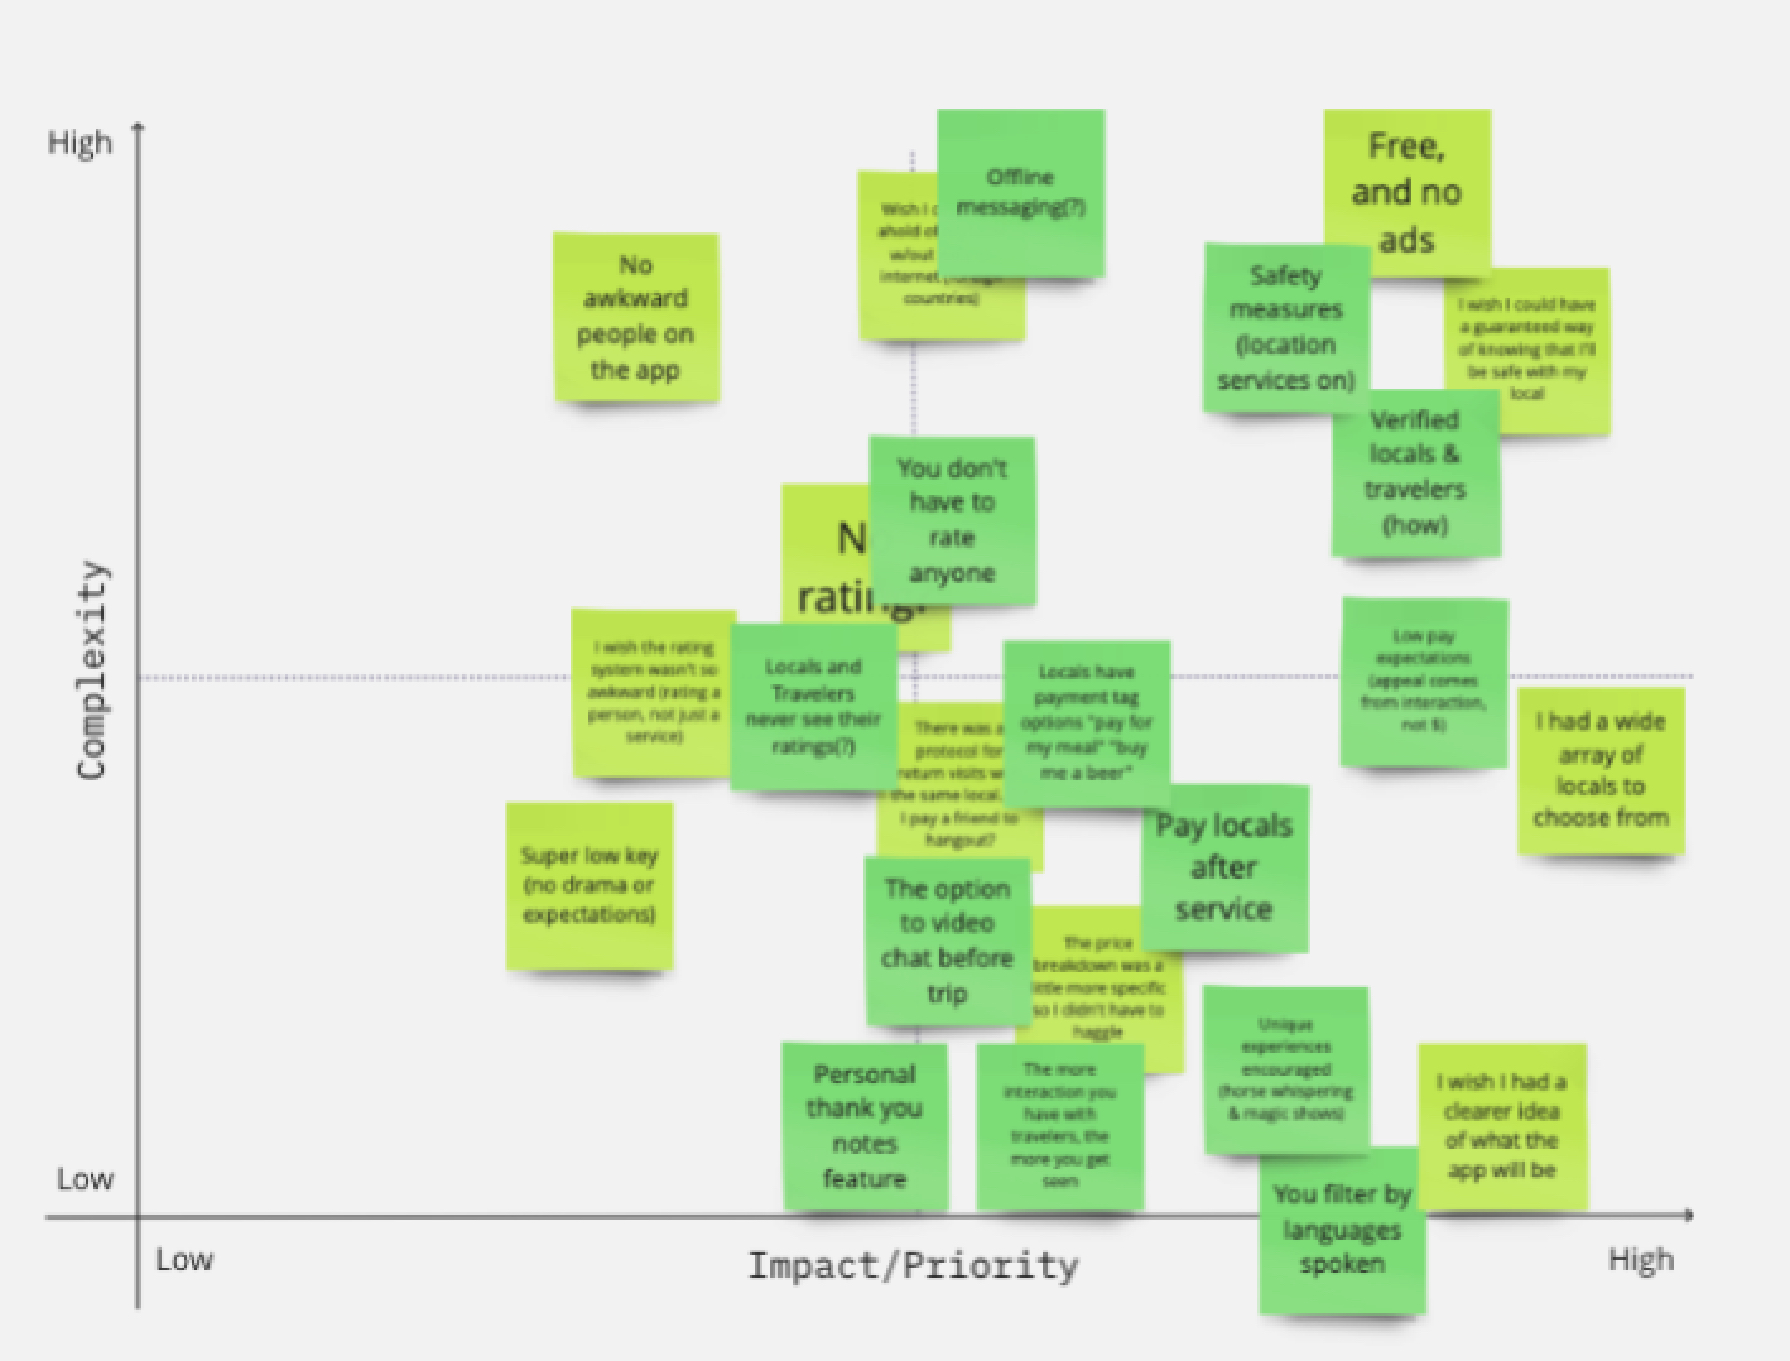 High
Offline
messaging(?)
Free,
and no
ads
Wish I
ahold of
w/out
internet
countries)
No
awkward
people on
the app
Safety
measures
(location
services on)
I wish I could have
a guaranteed way
of knowing that I'll
be safe with my
local
Verified
locals &
travelers
(how)
You don't
have to
rate
anyone
I wish the rating
system wasn't so
awkward (rating a
person, not just a
service)
Locals and
Travelers
never see their
ratings(?)
Locals have
payment tag
options "pay for
my meal" "buy
me a beer"
Low pay
expectations
(appeal comes
from interaction,
not $)
I had a wide
array of
locals to
choose from
There was a
protocol for
return visits
the same local.
I pay a friend to
hangout?
Pay locals
after
service
Complexity
Super low key
(no drama or
expectations)
The option
to video
chat before
trip
The price
breakdown was a
little more specific
so I didn't have to
haggle
Unique
experiences
encouraged
(horse whispering
& magic shows)
Personal
thank you
notes
feature
The more
interaction you
have with
travelers, the
more you get
seen
I wish I had a
clearer idea
of what the
app will be
You filter by
languages
spoken
Low
Low
Impact/Priority
High